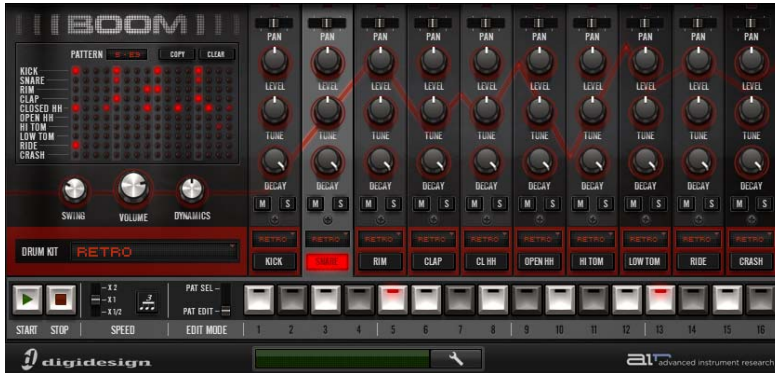 BOOM
PATTERN COPY CLEAR
KICK
SNARE
RIM
CLAP
CLOSED HH
OPEN HH
HI TOM
LOW TOM
RIDE
CRASH
SWING VOLUME DYNAMICS
DRUM KIT RETRO
PAN PAN PAN PAN PAN PAN PAN PAN PAN PAN
LEVEL LEVEL LEVEL LEVEL LEVEL LEVEL LEVEL LEVEL LEVEL LEVEL
TUNE TUNE TUNE TUNE TUNE TUNE TUNE TUNE TUNE TUNE
DECAY DECAY DECAY DECAY DECAY DECAY DECAY DECAY DECAY DECAY
M S M S M S M S M S M S M S M S M S M S
RETRO RETRO RETRO RETRO RETRO RETRO RETRO RETRO RETRO RETRO
KICK SNARE RIM CLAP CL HH OPEN HH HI TOM LOW TOM RIDE CRASH
X 2
X 1
X 1/2
3
PAT SEL
PAT EDIT
START STOP SPEED EDIT MODE 1 2 3 4 5 6 7 8 9 10 11 12 13 14 15 16
digidesign
air advanced instrument research